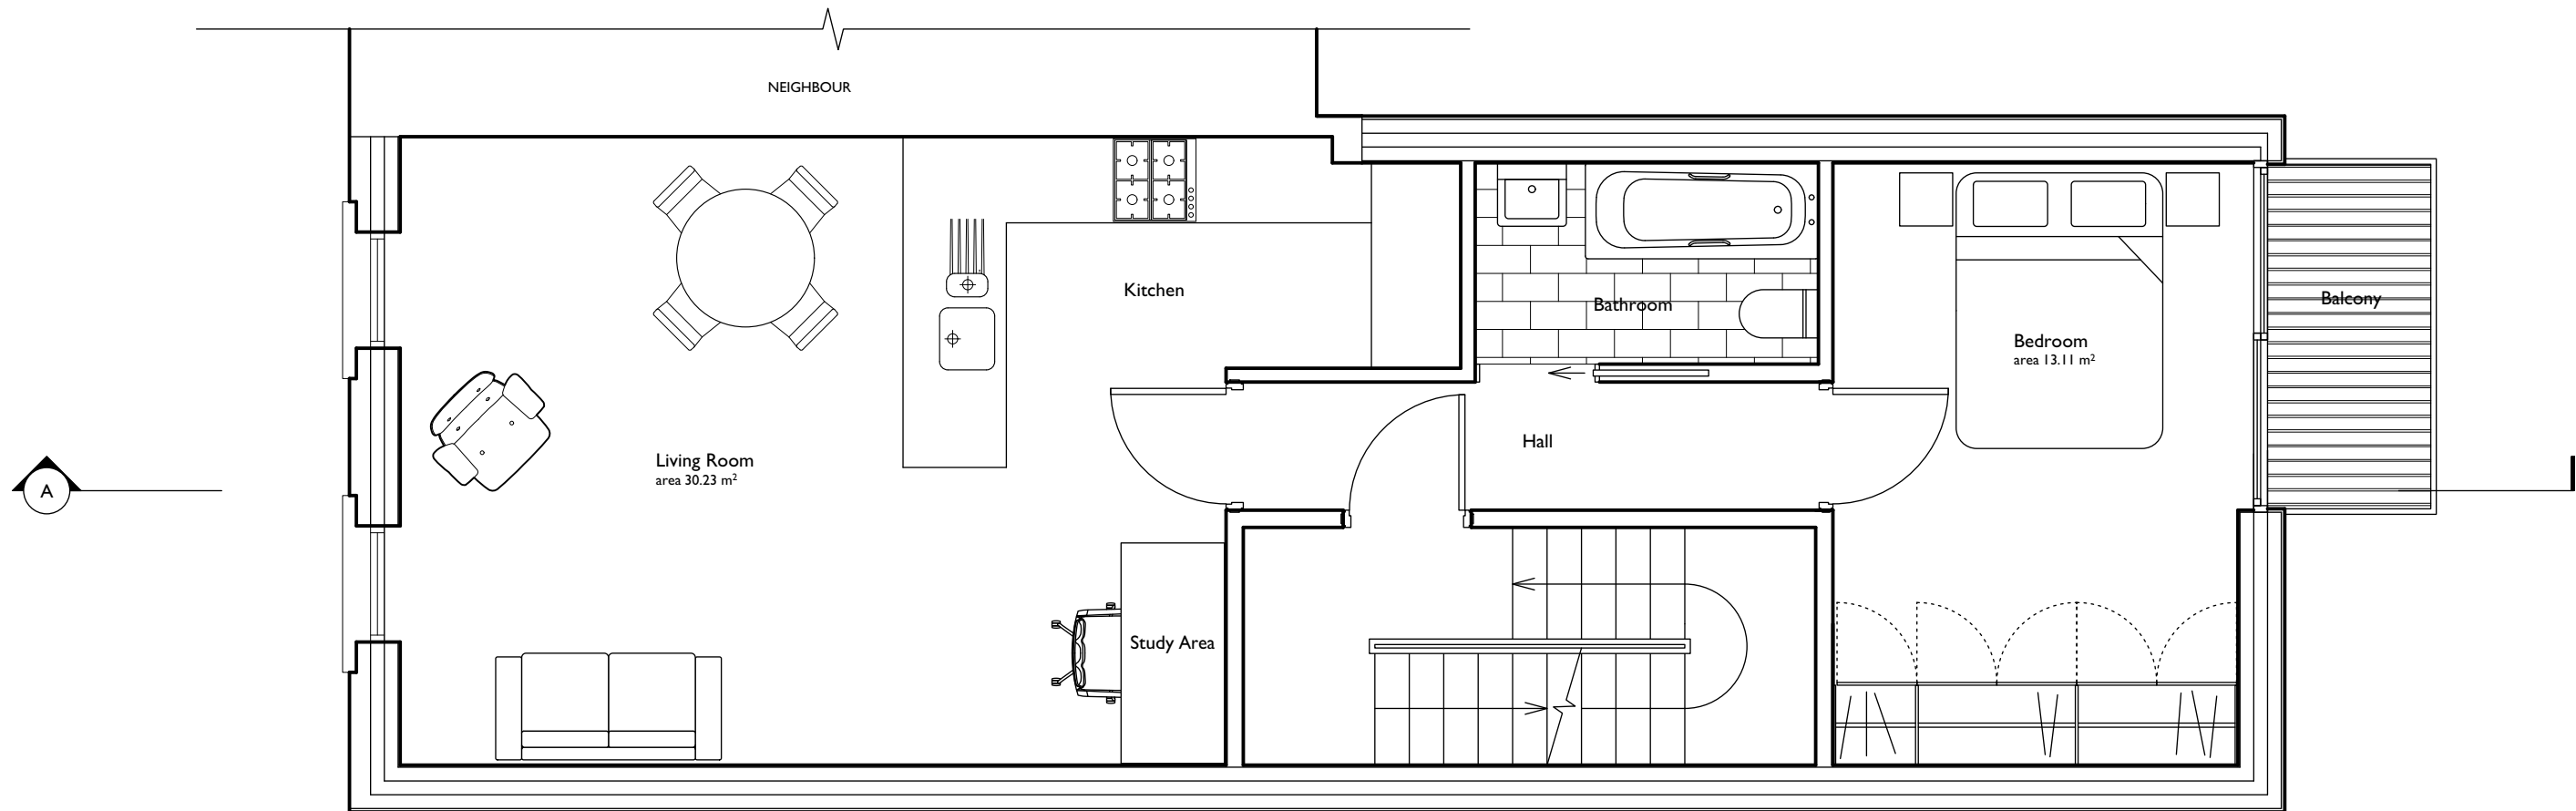 NEIGHBOUR
Kitchen
Bathroom
Balcony
Bedroom
area 13.11 m²
Hall
Living Room
area 30.23 m²
A
Study Area